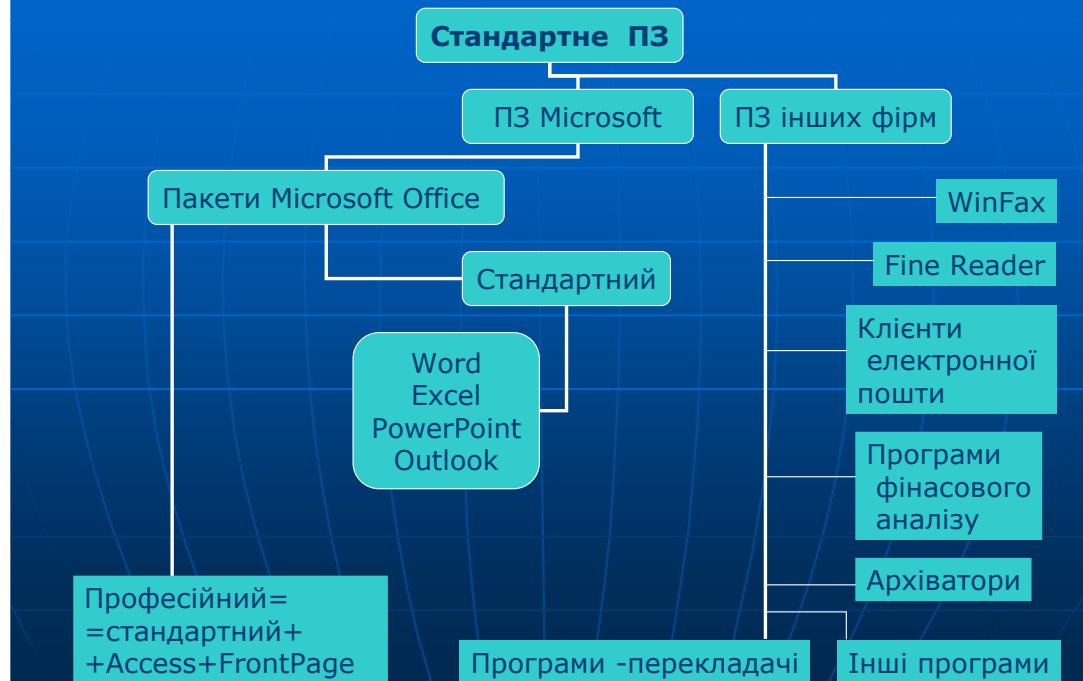 Стандартне ПЗ
ПЗ Microsoft
ПЗ інших фірм
Пакети Microsoft Office
WinFax
Fine Reader
Стандартний
Клієнти
електронної
пошти
Word
Excel
PowerPoint
Outlook
Програми
фінасового
аналізу
Архіватори
Професійний=
=стандартний+
+Access+FrontPage
Програми -перекладачі
Інші програми